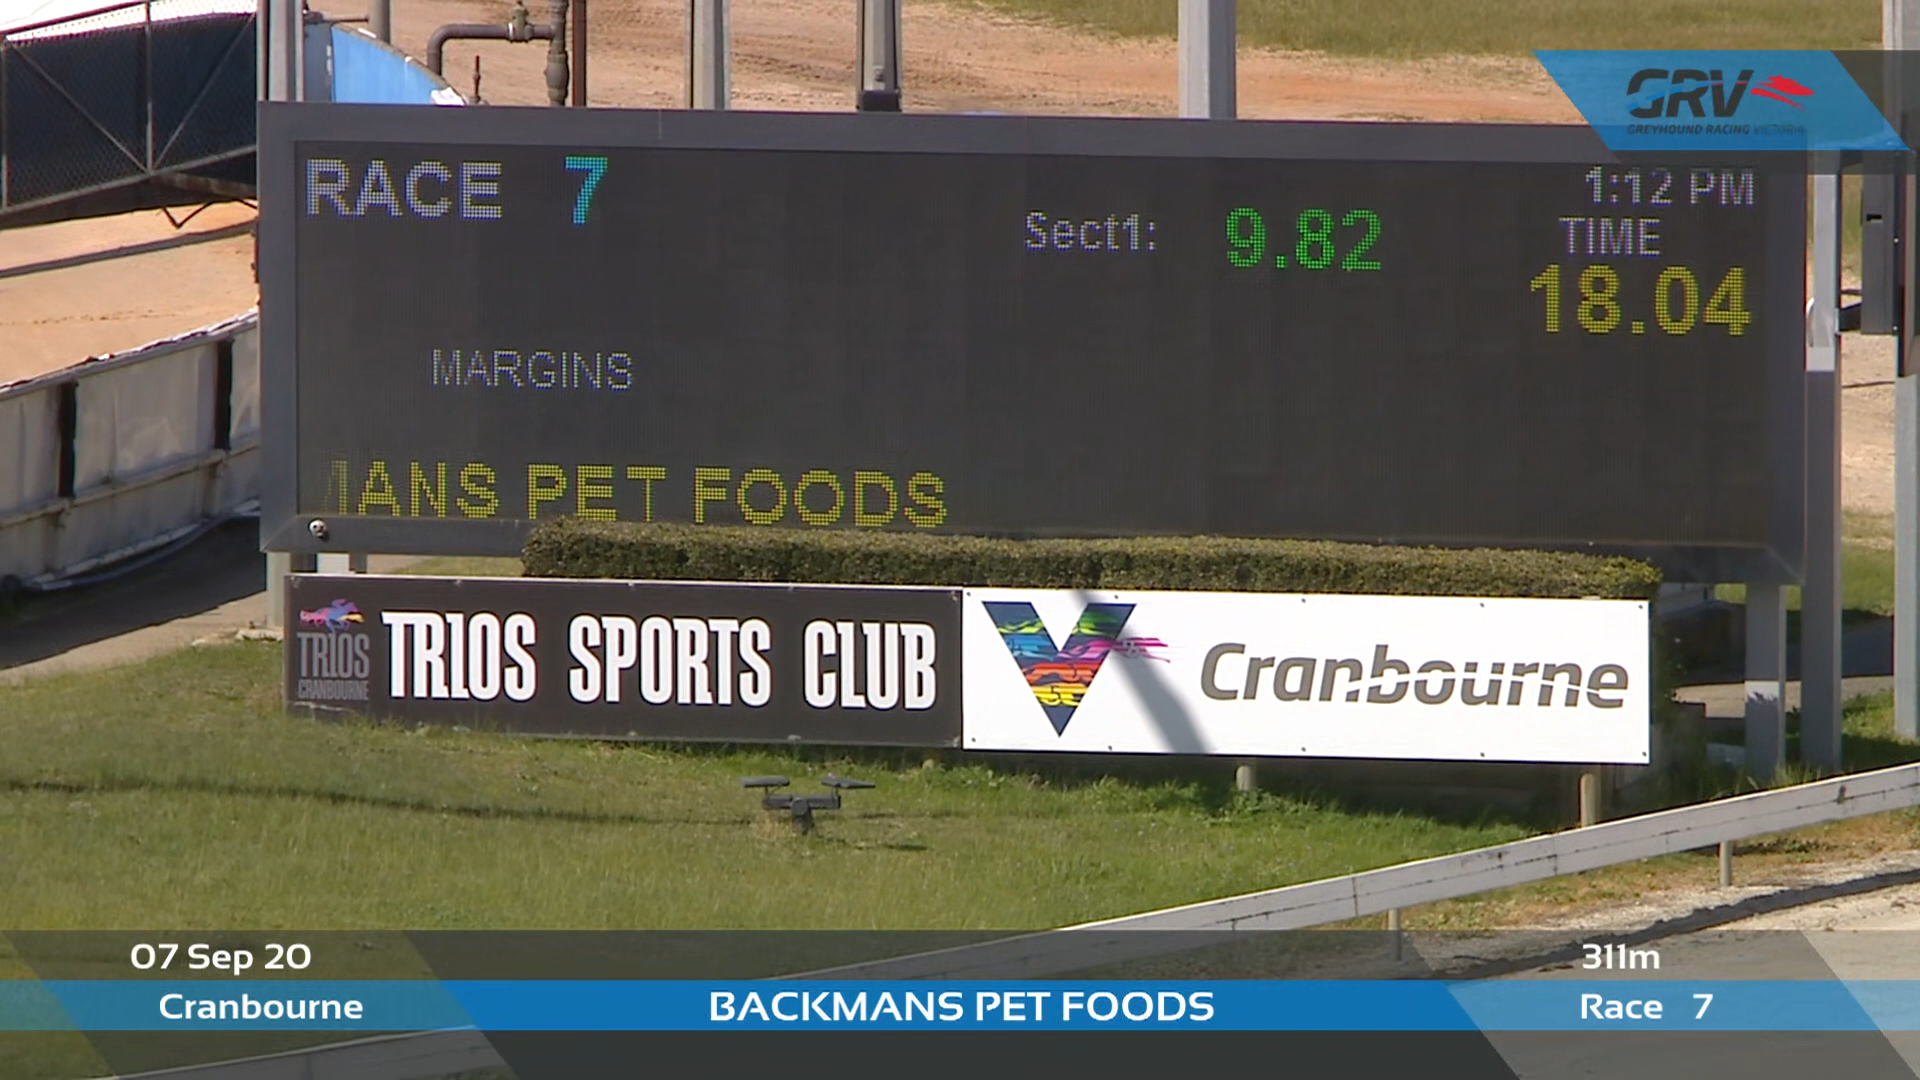 GRV
GREYHOUND RACING VICTORIA
RACE 7
1:12 PM
Sect1: 9.82
TIME
18.04
MARGINS
MANS PET FOODS
TRIOS
CRANBOURNE
TRIOS SPORTS CLUB
Cranbourne
07 Sep 20
311m
Cranbourne
BACKMANS PET FOODS
Race 7